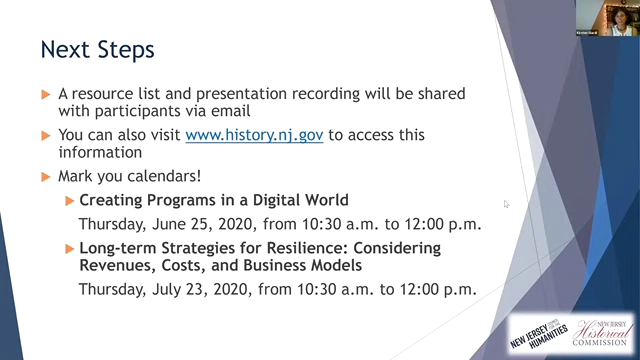 Next Steps
A resource list and presentation recording will be shared
with participants via email
You can also visit www.history.nj.gov to access this
information
Mark you calendars!
Creating Programs in a Digital World
Thursday, June 25, 2020, from 10:30 a.m. to 12:00 p.m.
Long-term Strategies for Resilience: Considering
Revenues, Costs, and Business Models
Thursday, July 23, 2020, from 10:30 a.m. to 12:00 p.m.
NEW JERSEY
HUMANITIES
NEW JERSEY
Historical
COMMISSION